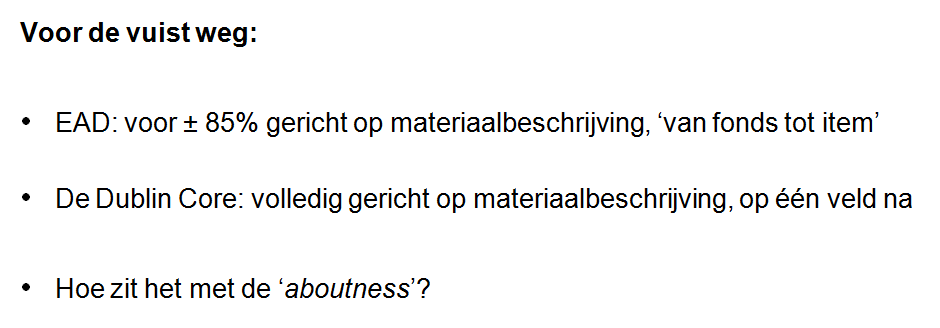 Voor de vuist weg:
• EAD: voor ± 85% gericht op materiaalbeschrijving, ‘van fonds tot item’
• De Dublin Core: volledig gericht op materiaalbeschrijving, op één veld na
• Hoe zit het met de ‘aboutness’?